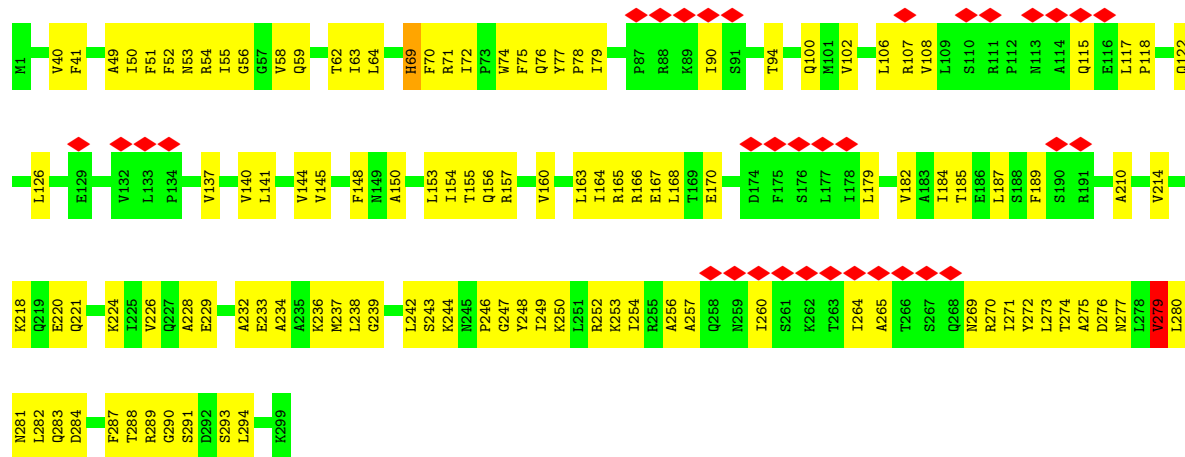 M1 V40 F41 A49 I50 F51 F52 N53 R54 I55 G56 G57 V58 Q59 T62 I63 L64 H69 F70 R71 I72 P73 W74 F75 Q76 Y77 P78 I79 P87 R88 K89 I90 S91 T94 Q100 M101 V102 L106 R107 V108 L109 S110 R111 P112 N113 A114 Q115 E116 L117 P118 Q122
L126 E129 V132 L133 P134 V137 V140 L141 V144 V145 F148 N149 A150 L153 I154 T155 Q156 R157 V160 L163 I164 R165 R166 E167 L168 T169 E170 D174 F175 S176 L177 I178 L179 V182 A183 I184 T185 E186 L187 S188 F189 S190 R191 A210 V214
K218 Q219 E220 Q221 K224 I225 V226 Q227 A228 E229 A232 E233 A234 A235 K236 M237 L238 G239 L242 S243 K244 N245 P246 G247 Y248 I249 K250 L251 R252 K253 I254 R255 A256 A257 Q258 N259 I260 S261 K262 T263 I264 A265 T266 S267 Q268 N269 R270 I271 Y272 L273 T274 A275 D276 N277 L278 V279 L280
N281 L282 Q283 D284 F287 T288 R289 G290 S291 D292 S293 L294 K299